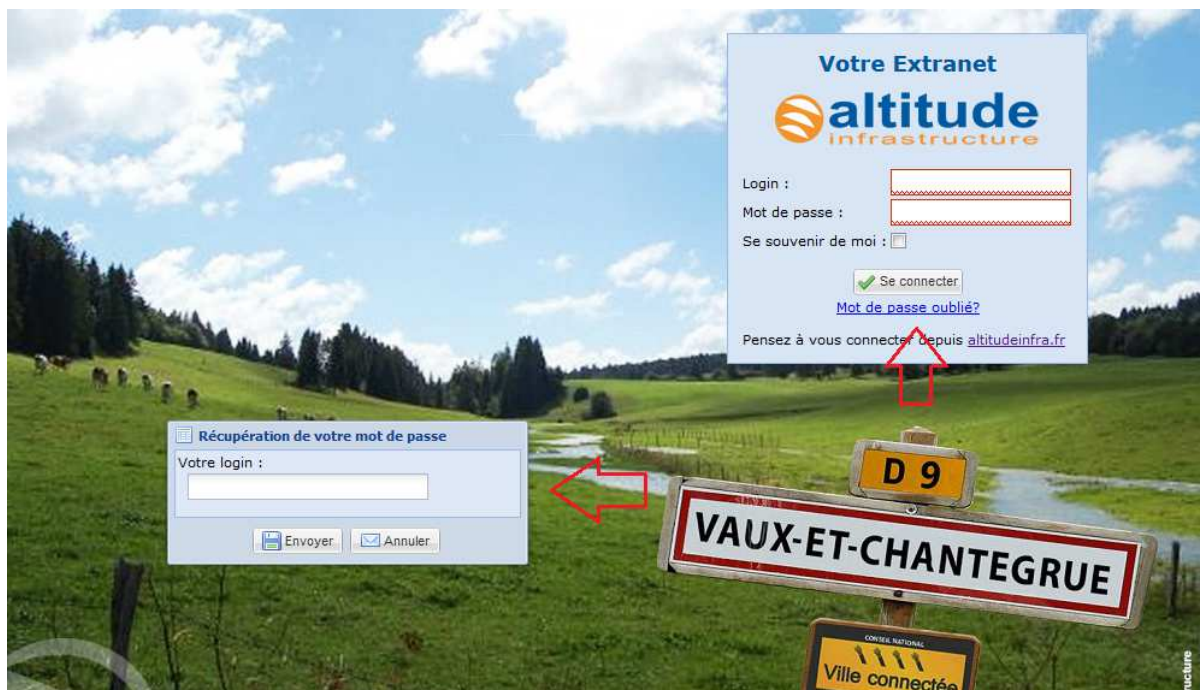 Votre Extranet
altitude
infrastructure
Login :
Mot de passe :
Se souvenir de moi :
Se connecter
Mot de passe oublié?
Pensez à vous connecter depuis altitudeinfra.fr
Récupération de votre mot de passe
Votre login :
Envoyer
Annuler
D 9
VAUX-ET-CHANTEGRUE
CONSEIL NATIONAL
Ville connectée
ucture